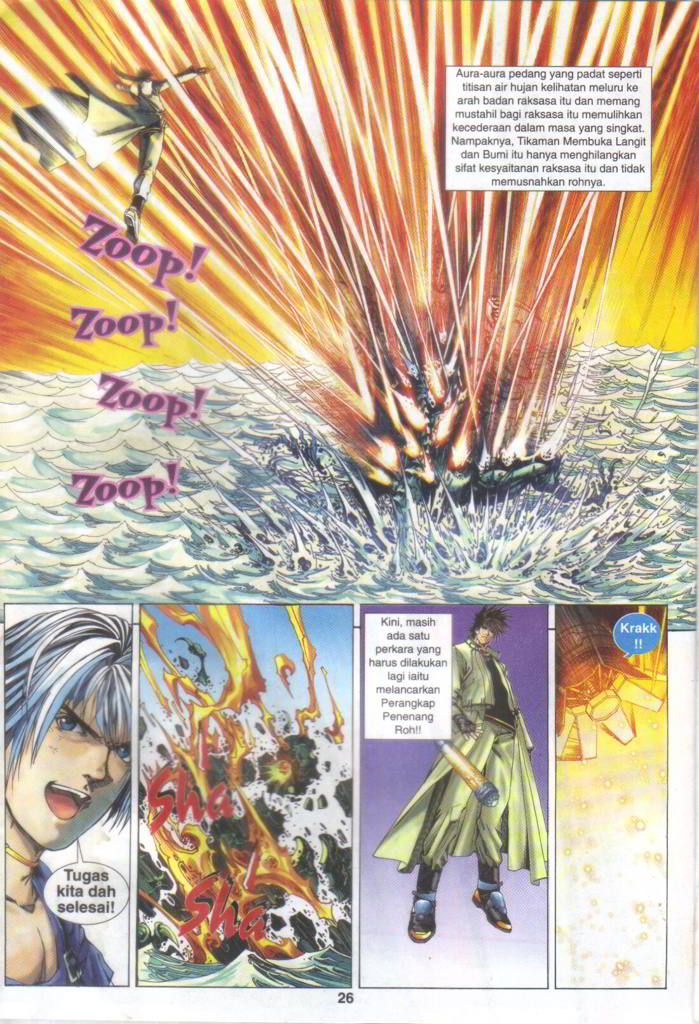 Aura-aura pedang yang padat seperti
titisan air hujan kelihatan meluru ke
arah badan raksasa itu dan memang
mustahil bagi raksasa itu memulihkan
kecederaan dalam masa yang singkat.
Nampaknya, Tikaman Membuka Langit
dan Bumi itu hanya menghilangkan
sifat kesyaitanan raksasa itu dan tidak
memusnahkan rohnya.
Zoop!
Zoop!
Zoop!
Zoop!
Tugas
kita dah
selesai!
Sha
Sha
Kini, masih
ada satu
perkara yang
harus dilakukan
lagi iaitu
melancarkan
Perangkap
Penenang
Roh!!
Krakk
!!
26